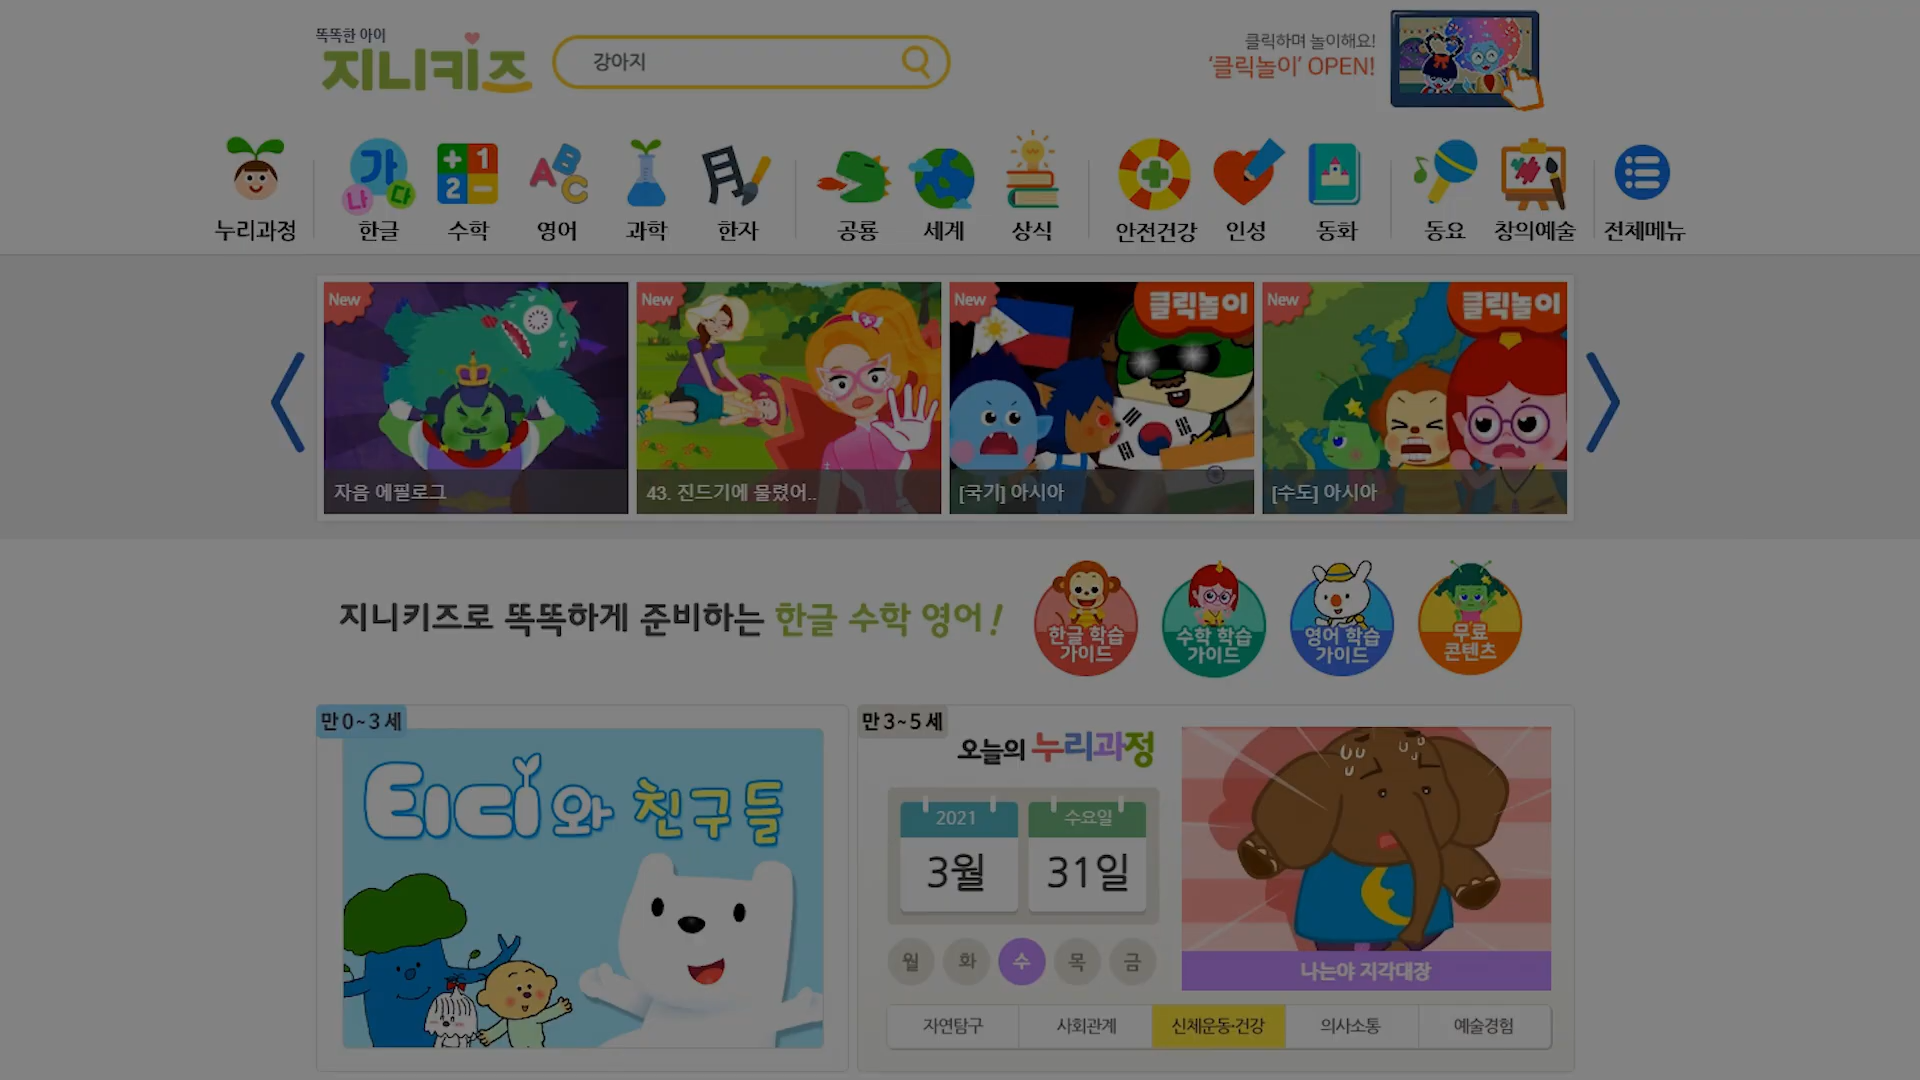 똑똑한 아이
지니키즈
강아지
클릭하며 놀이해요!
‘클릭놀이’ OPEN!
가
나 다
+ 1
2 -
A B C
月
누리과정
한글
수학
영어
과학
한자
공룡
세계
상식
안전건강
인성
동화
동요
창의예술
전체메뉴
New
자음 에필로그
New
43. 진드기에 물렸어..
New
클릭놀이
[국기] 아시아
New
클릭놀이
[수도] 아시아
지니키즈로 똑똑하게 준비하는 한글 수학 영어!
한글 학습
가이드
수학 학습
가이드
영어 학습
가이드
무료
콘텐츠
만 0~3 세
티디와 친구들
만 3~5 세
오늘의 누리과정
2021
수요일
3월
31일
월 화 수 목 금
나는야 지각대장
자연탐구
사회관계
신체운동·건강
의사소통
예술경험